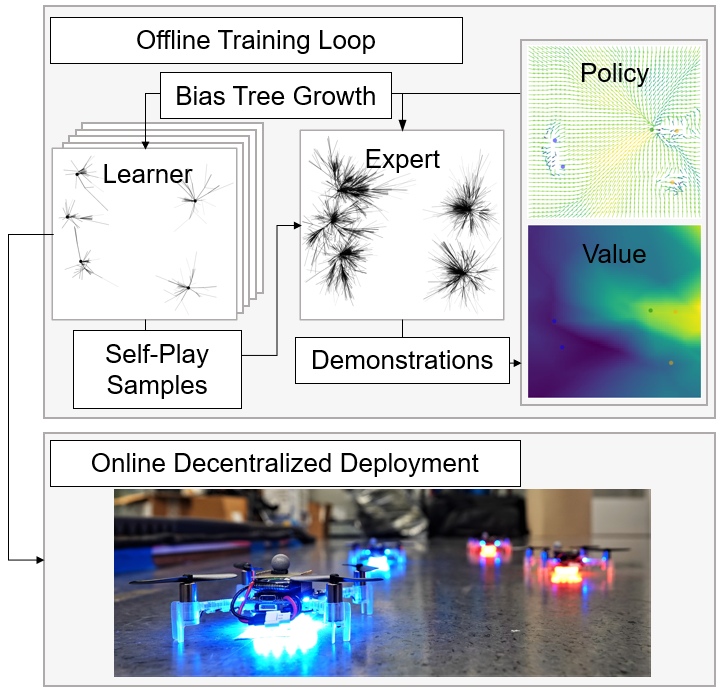 Offline Training Loop
Bias Tree Growth
Policy
Learner
Expert
Value
Self-Play
Samples
Demonstrations
Online Decentralized Deployment